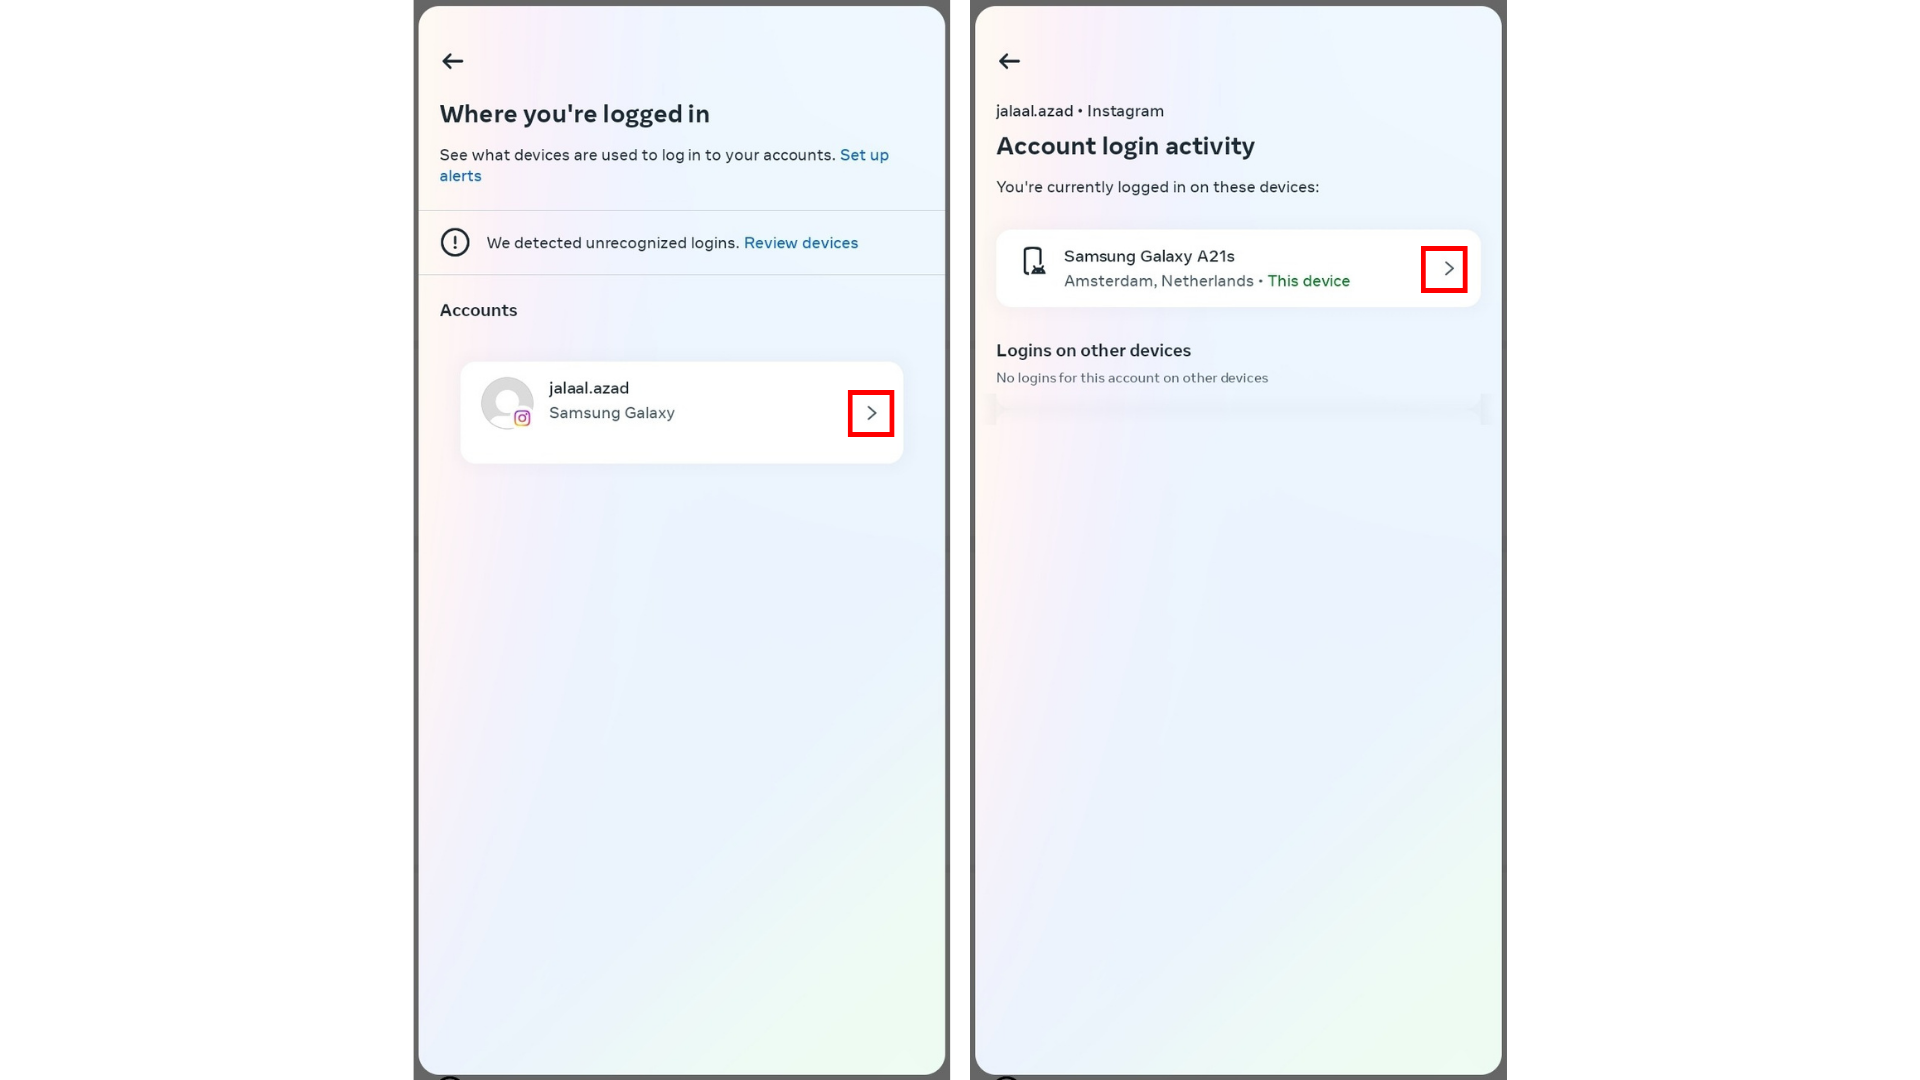 Where you're logged in
See what devices are used to log in to your accounts. Set up
alerts
We detected unrecognized logins. Review devices
Accounts
jalaal.azad
Samsung Galaxy
jalaal.azad • Instagram
Account login activity
You're currently logged in on these devices:
Samsung Galaxy A21s
Amsterdam, Netherlands • This device
Logins on other devices
No logins for this account on other devices